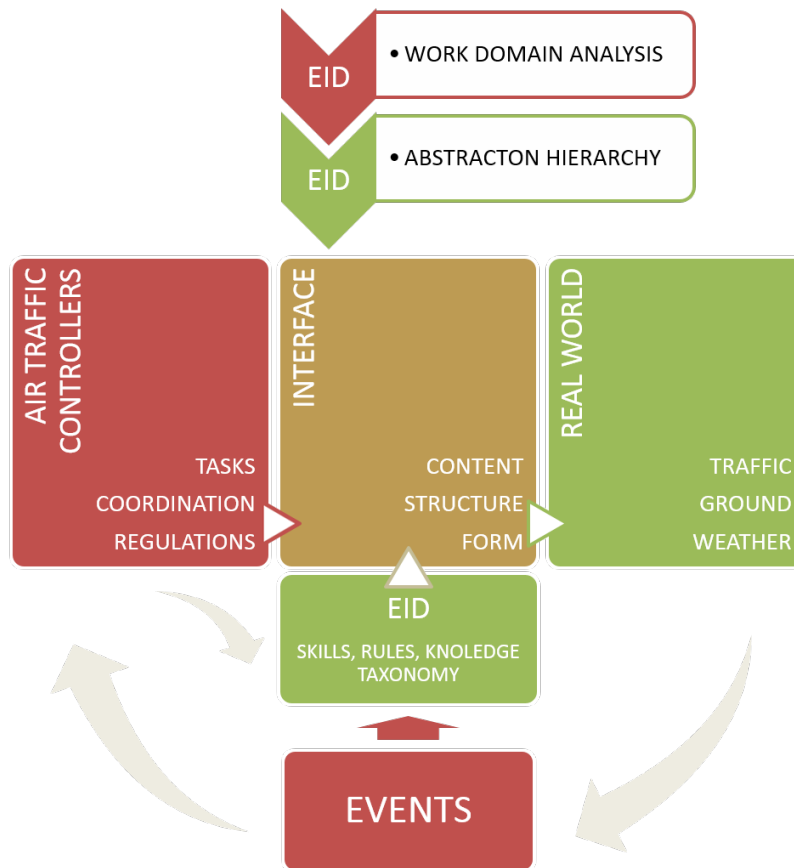 EID
• WORK DOMAIN ANALYSIS
EID
• ABSTRACTON HIERARCHY
AIR TRAFFIC
CONTROLLERS
TASKS
COORDINATION
REGULATIONS
INTERFACE
CONTENT
STRUCTURE
FORM
REAL WORLD
TRAFFIC
GROUND
WEATHER
EID
SKILLS, RULES, KNOLEDGE
TAXONOMY
EVENTS